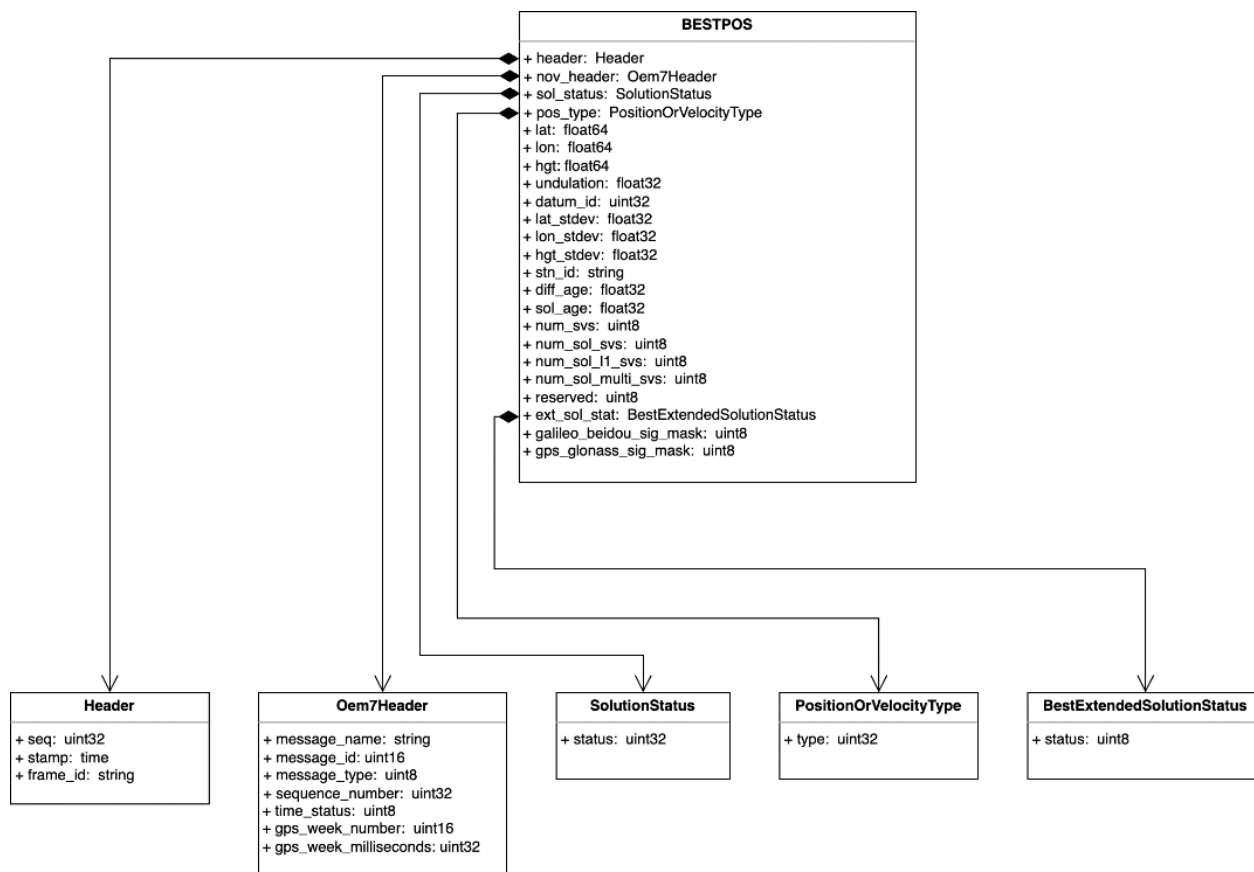 BESTPOS
+ header: Header
+ nov_header: Oem7Header
+ sol_status: SolutionStatus
+ pos_type: PositionOrVelocityType
+ lat: float64
+ lon: float64
+ hgt: float64
+ undulation: float32
+ datum_id: uint32
+ lat_stdev: float32
+ lon_stdev: float32
+ hgt_stdev: float32
+ stn_id: string
+ diff_age: float32
+ sol_age: float32
+ num_svs: uint8
+ num_sol_svs: uint8
+ num_sol_l1_svs: uint8
+ num_sol_multi_svs: uint8
+ reserved: uint8
+ ext_sol_stat: BestExtendedSolutionStatus
+ galileo_beidou_sig_mask: uint8
+ gps_glonass_sig_mask: uint8
Header
+ seq: uint32
+ stamp: time
+ frame_id: string
Oem7Header
+ message_name: string
+ message_id: uint16
+ message_type: uint8
+ sequence_number: uint32
+ time_status: uint8
+ gps_week_number: uint16
+ gps_week_milliseconds: uint32
SolutionStatus
+ status: uint32
PositionOrVelocityType
+ type: uint32
BestExtendedSolutionStatus
+ status: uint8